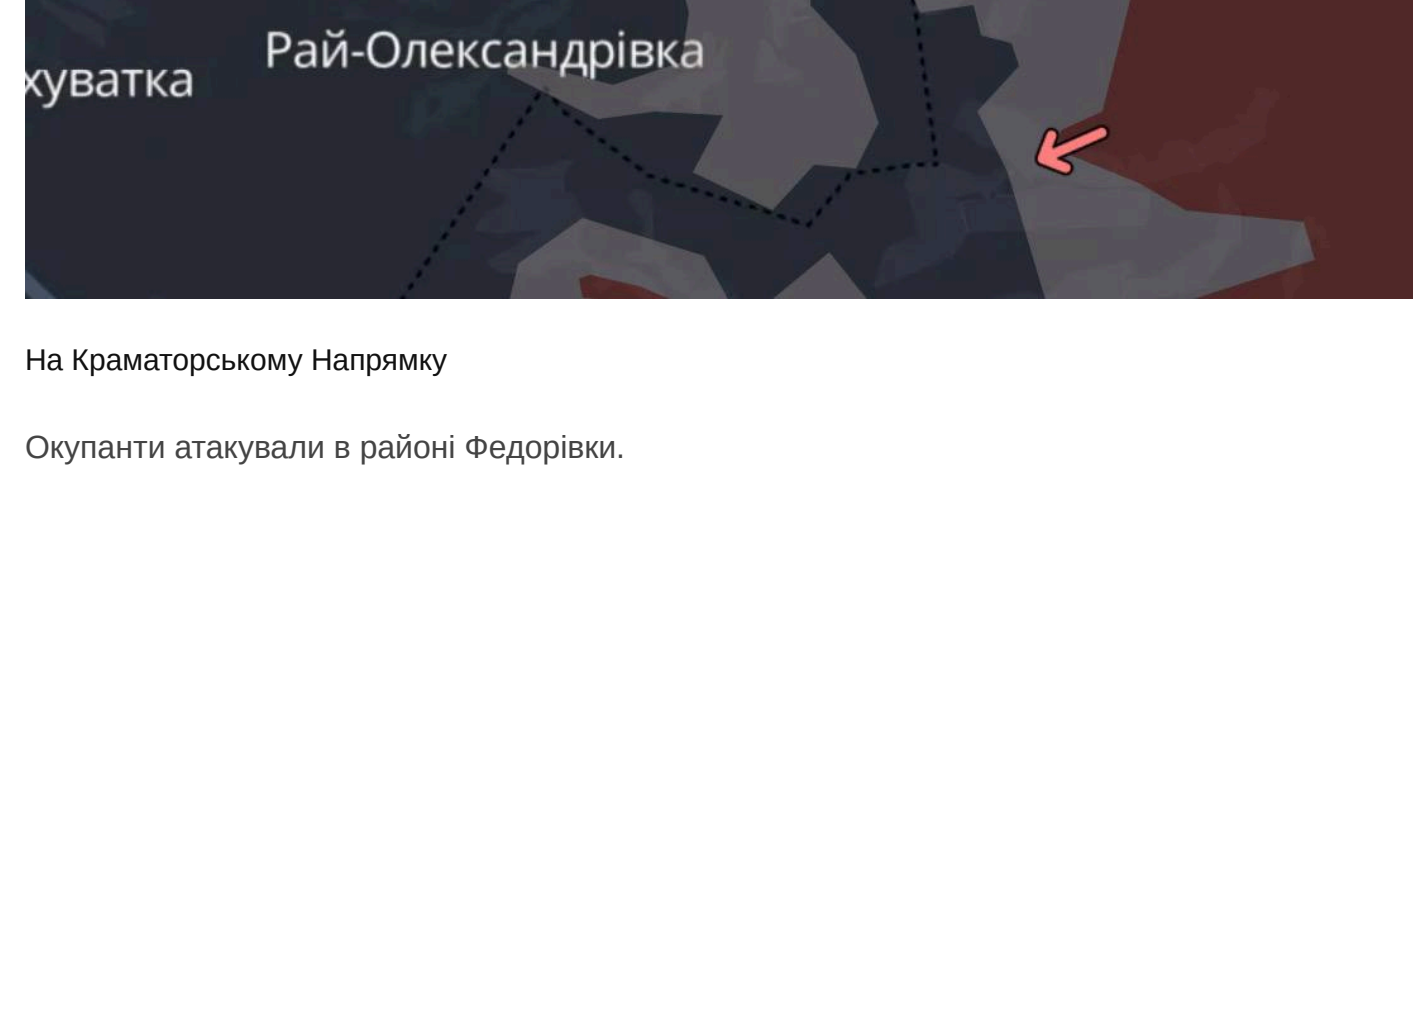 Рай-Олександрівка
хуватка
На Краматорському Напрямку
Окупанти атакували в районі Федорівки.